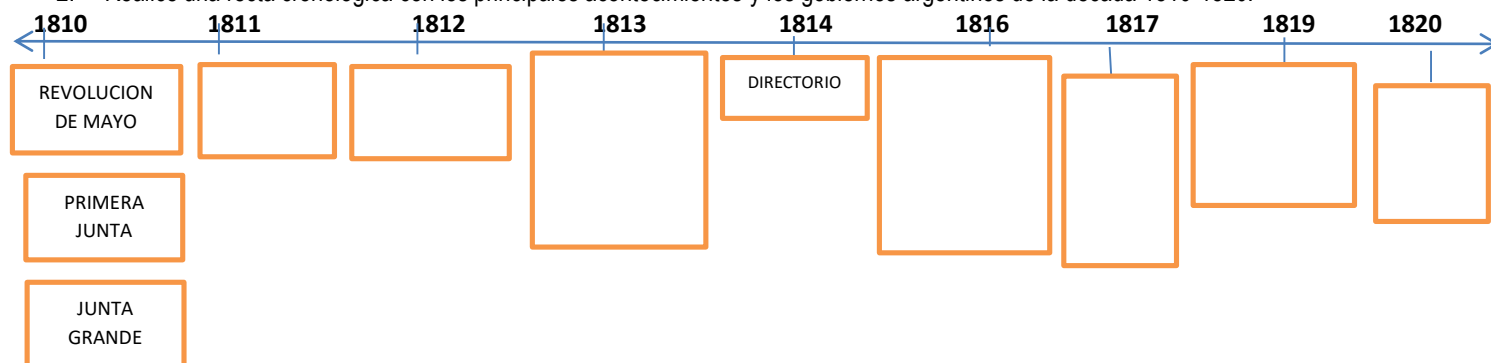 2. Realice una recta cronológica con los principales acontecimientos y los gobiernos argentinos de la década 1810-1820.
1810 1811 1812 1813 1814 1816 1817 1819 1820
REVOLUCION
DE MAYO
DIRECTORIO
PRIMERA
JUNTA
JUNTA
GRANDE